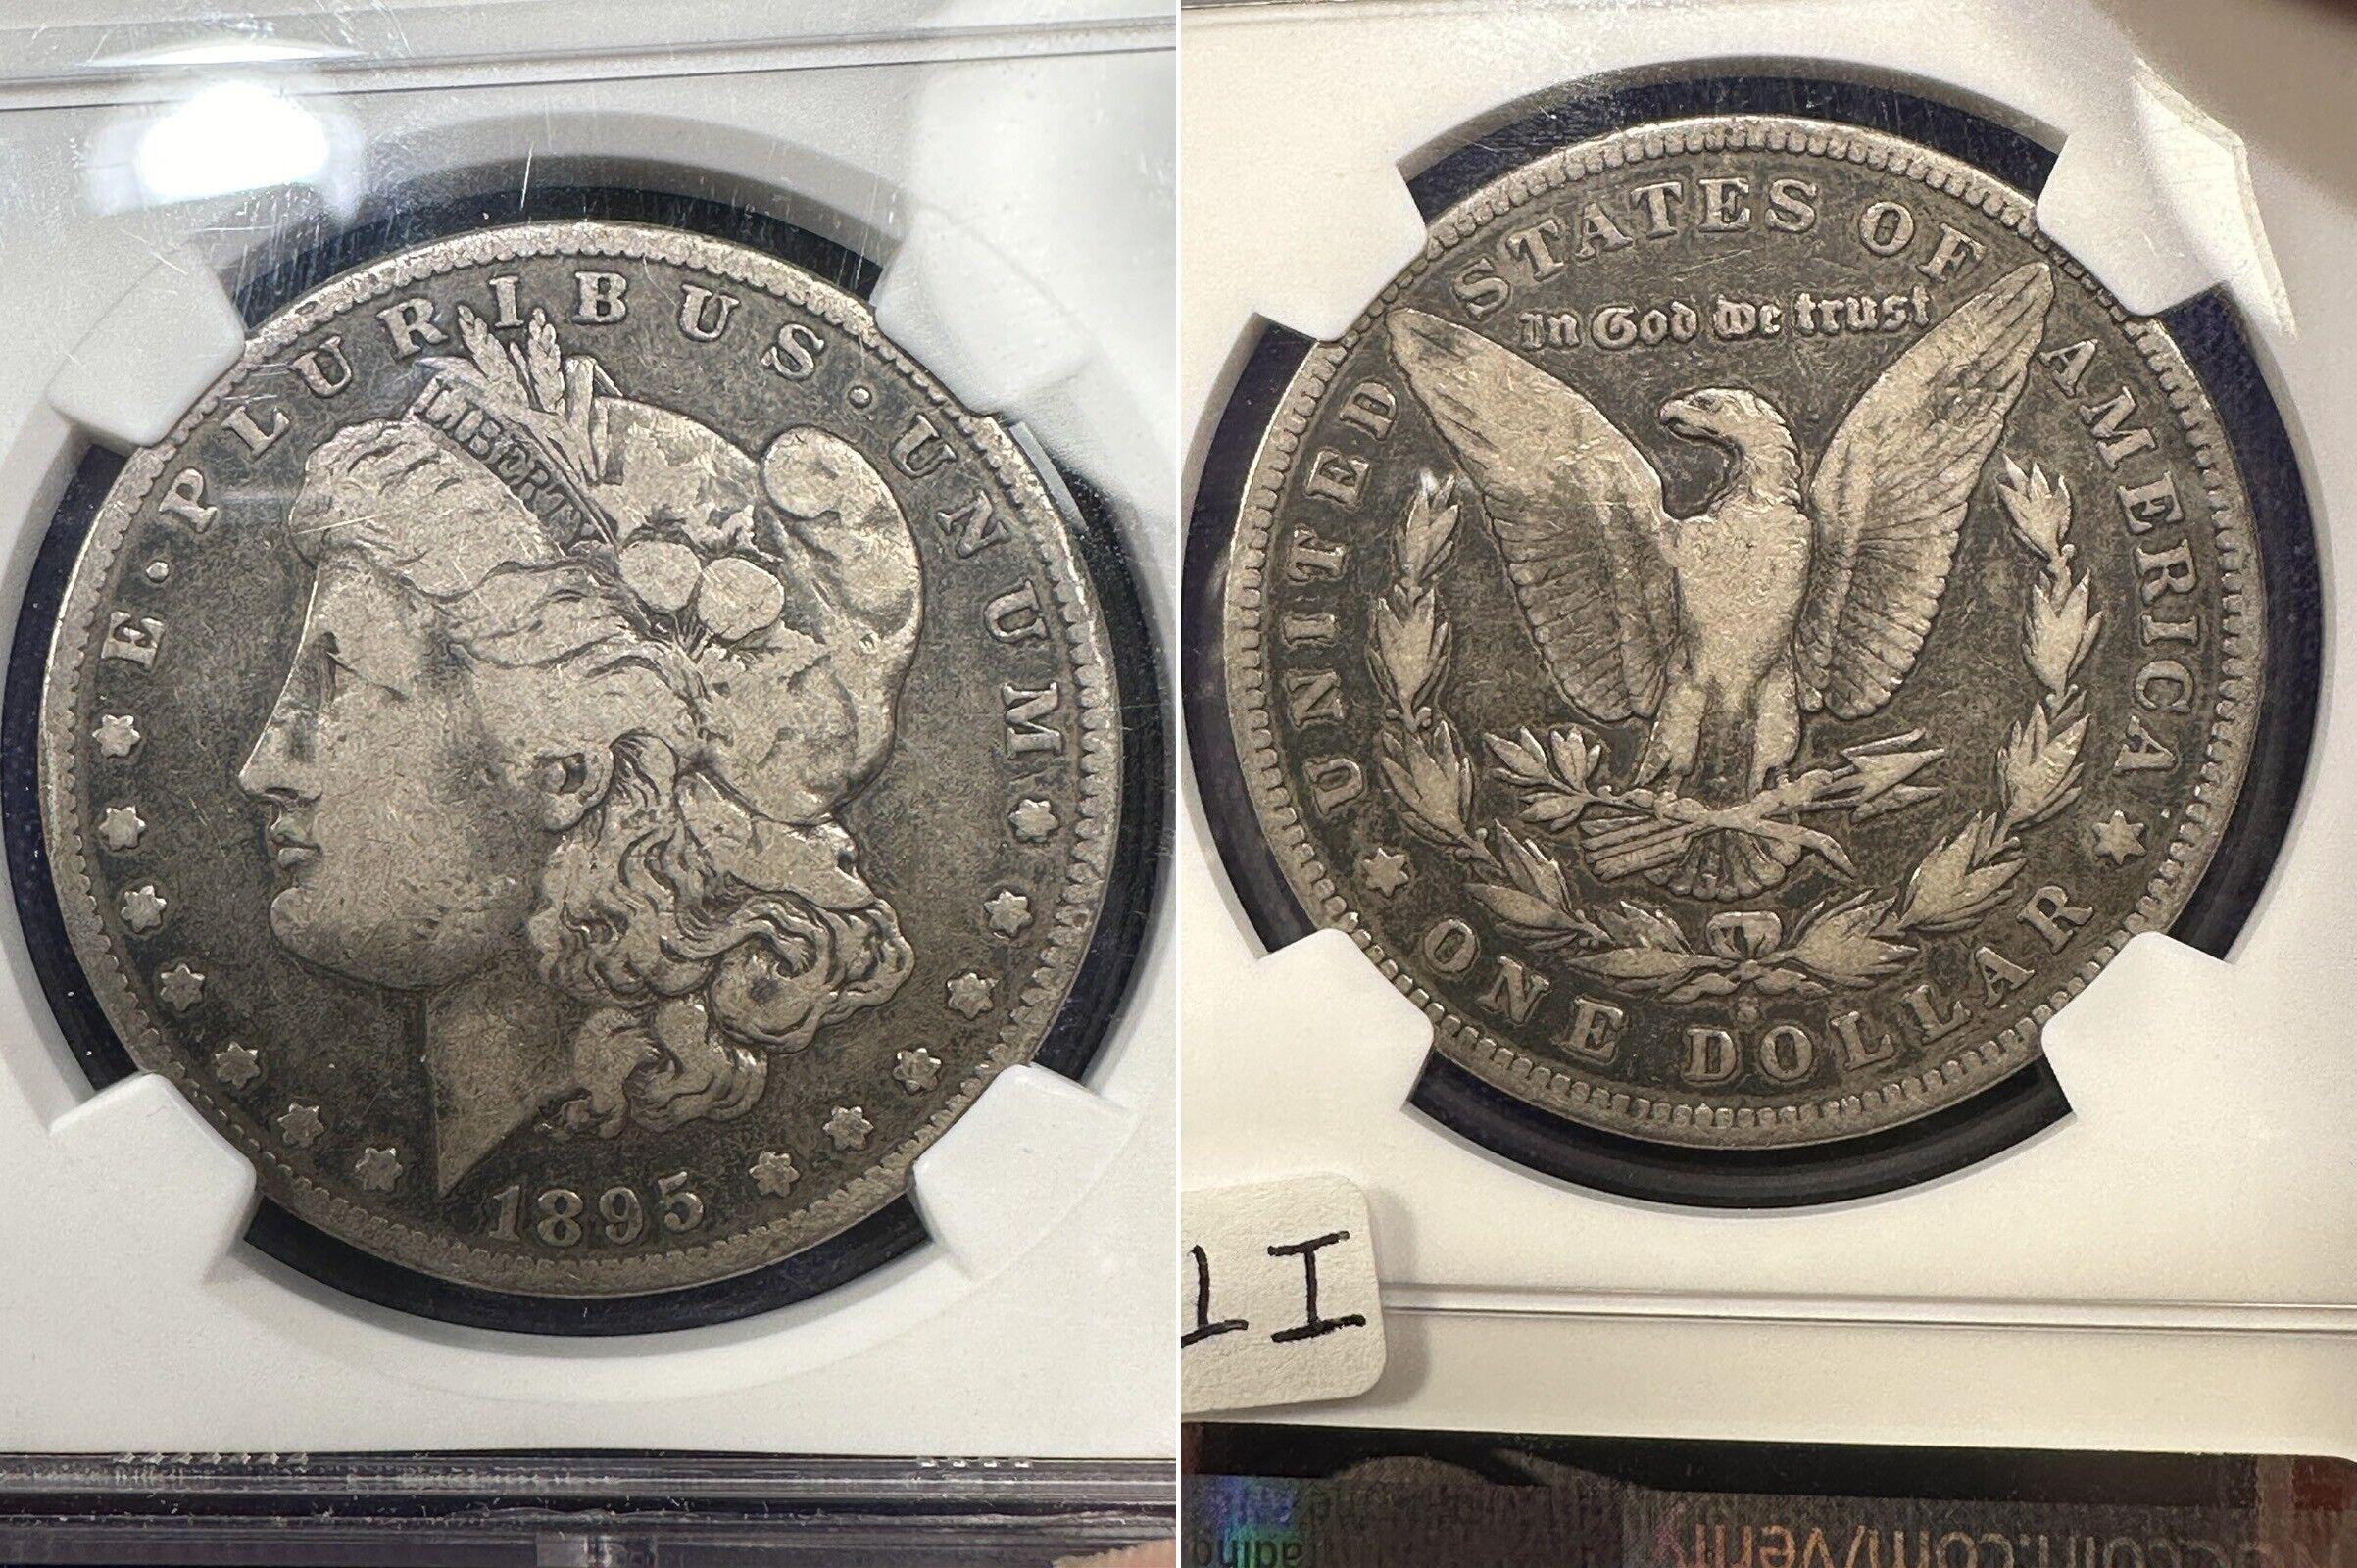 E·PLURIBUS·UNUM
LIBERTY
1895
UNITED STATES OF AMERICA
In God We trust
S
ONE DOLLAR
I